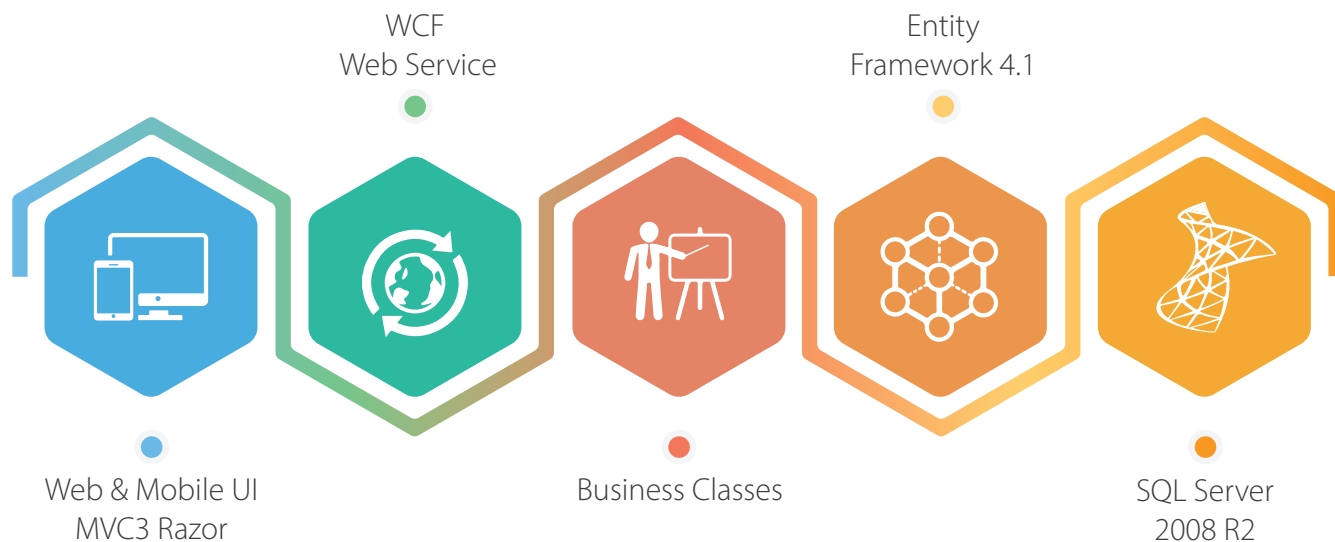 WCF
Web Service
Entity
Framework 4.1
Web & Mobile UI
MVC3 Razor
Business Classes
SQL Server
2008 R2